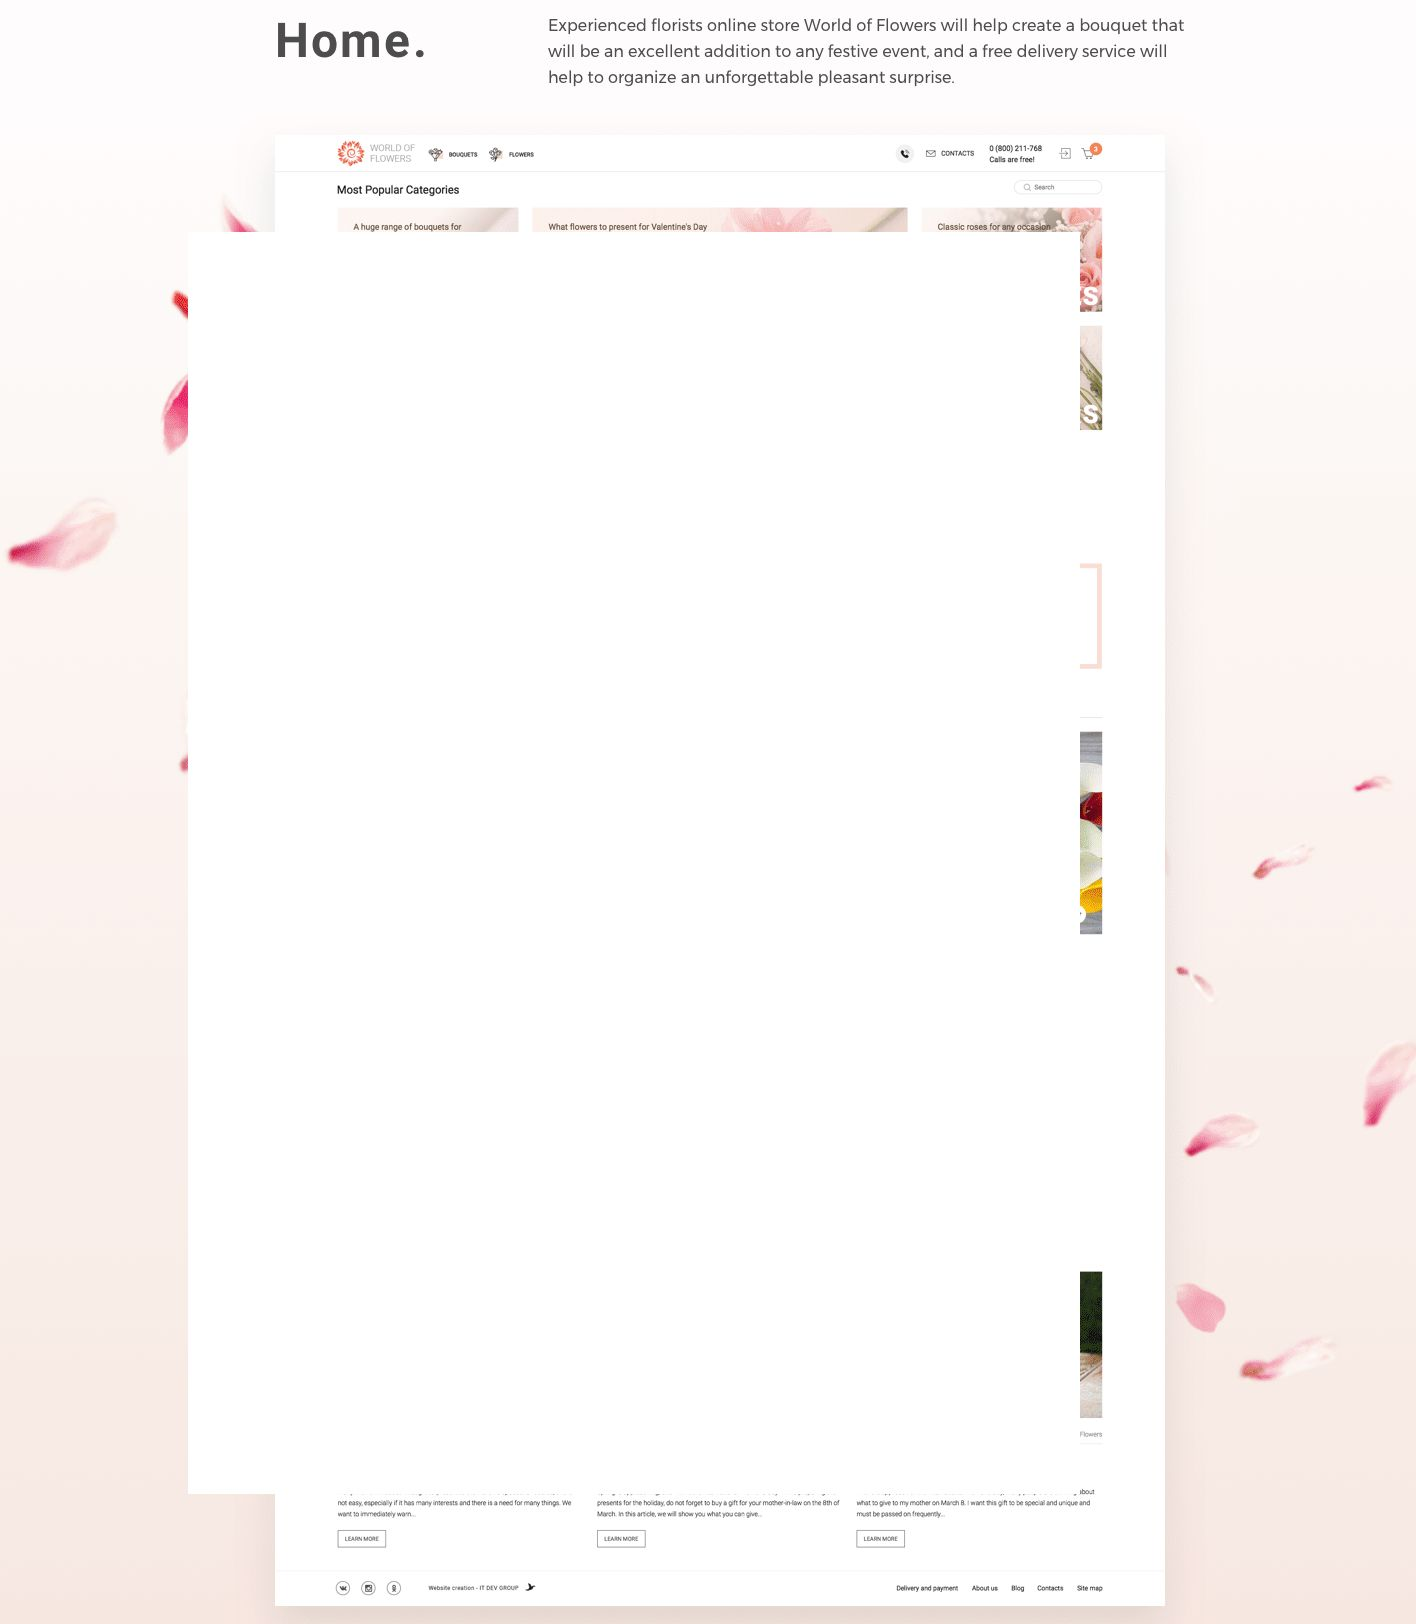 Home.
Experienced florists online store World of Flowers will help create a bouquet that
will be an excellent addition to any festive event, and a free delivery service will
help to organize an unforgettable pleasant surprise.
WORLD OF
FLOWERS
BOUQUETS
FLOWERS
CONTACTS
0 (800) 211-768
Calls are free!
3
Most Popular Categories
Search
A huge range of bouquets for
What flowers to present for Valentine's Day
Classic roses for any occasion
S
S
Flowers
not easy, especially if it has many interests and there is a need for many things. We
want to immediately warn...
LEARN MORE
presents for the holiday, do not forget to buy a gift for your mother-in-law on the 8th of
March. In this article, we will show you what you can give...
LEARN MORE
about
what to give to my mother on March 8. I want this gift to be special and unique and
must be passed on frequently...
LEARN MORE
Website creation - IT DEV GROUP
Delivery and payment
About us
Blog
Contacts
Site map